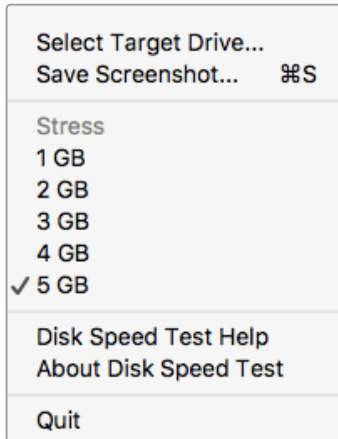 Select Target Drive...
Save Screenshot... ⌘S
Stress
1 GB
2 GB
3 GB
4 GB
✓ 5 GB
Disk Speed Test Help
About Disk Speed Test
Quit